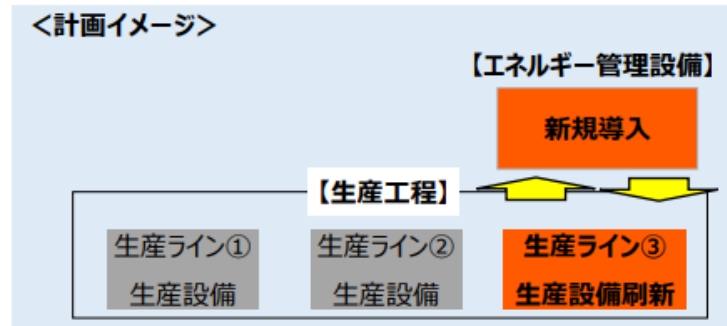 ＜計画イメージ＞
【エネルギー管理設備】
新規導入
【生産工程】
生産ライン①
生産設備
生産ライン②
生産設備
生産ライン③
生産設備刷新